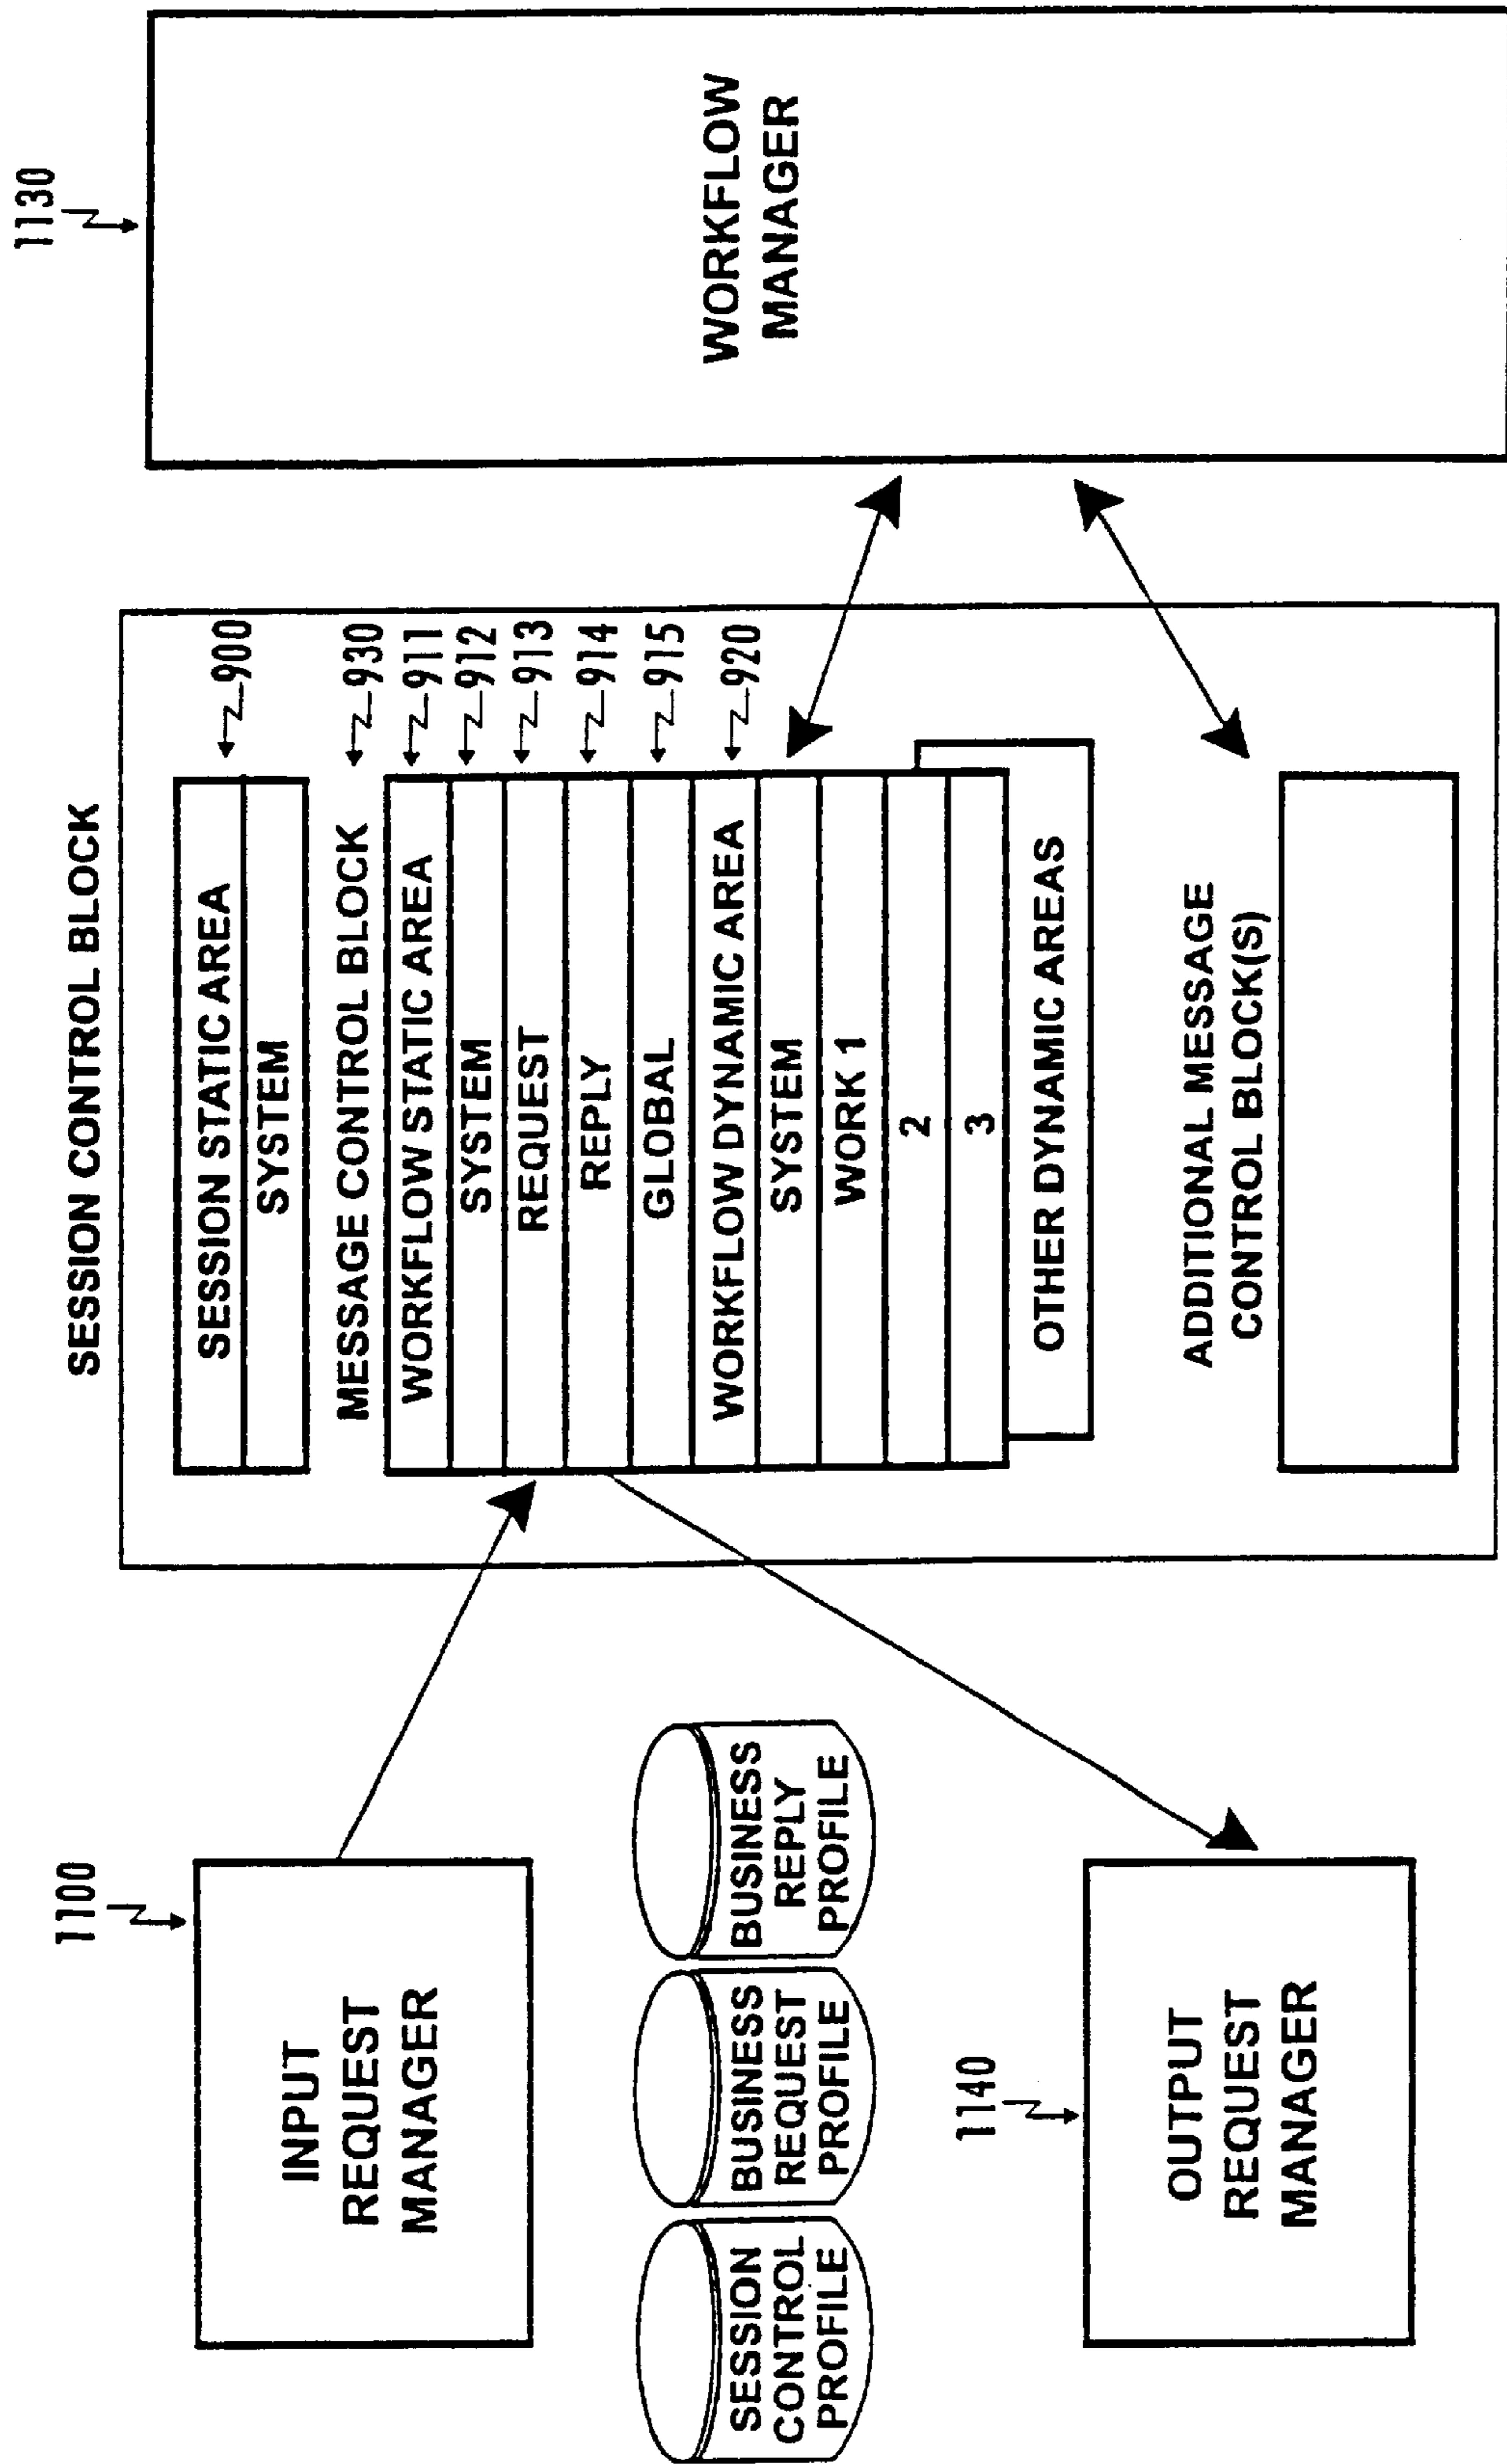 1100
INPUT
REQUEST
MANAGER
SESSION
CONTROL
PROFILE
BUSINESS
REQUEST
PROFILE
BUSINESS
REPLY
PROFILE
1140
OUTPUT
REQUEST
MANAGER
SESSION CONTROL BLOCK
SESSION STATIC AREA
900
SYSTEM
MESSAGE CONTROL BLOCK
930
WORKFLOW STATIC AREA
911
SYSTEM
912
REQUEST
913
REPLY
914
GLOBAL
915
WORKFLOW DYNAMIC AREA
920
SYSTEM
WORK 1
2
3
OTHER DYNAMIC AREAS
ADDITIONAL MESSAGE
CONTROL BLOCK(S)
1130
WORKFLOW
MANAGER